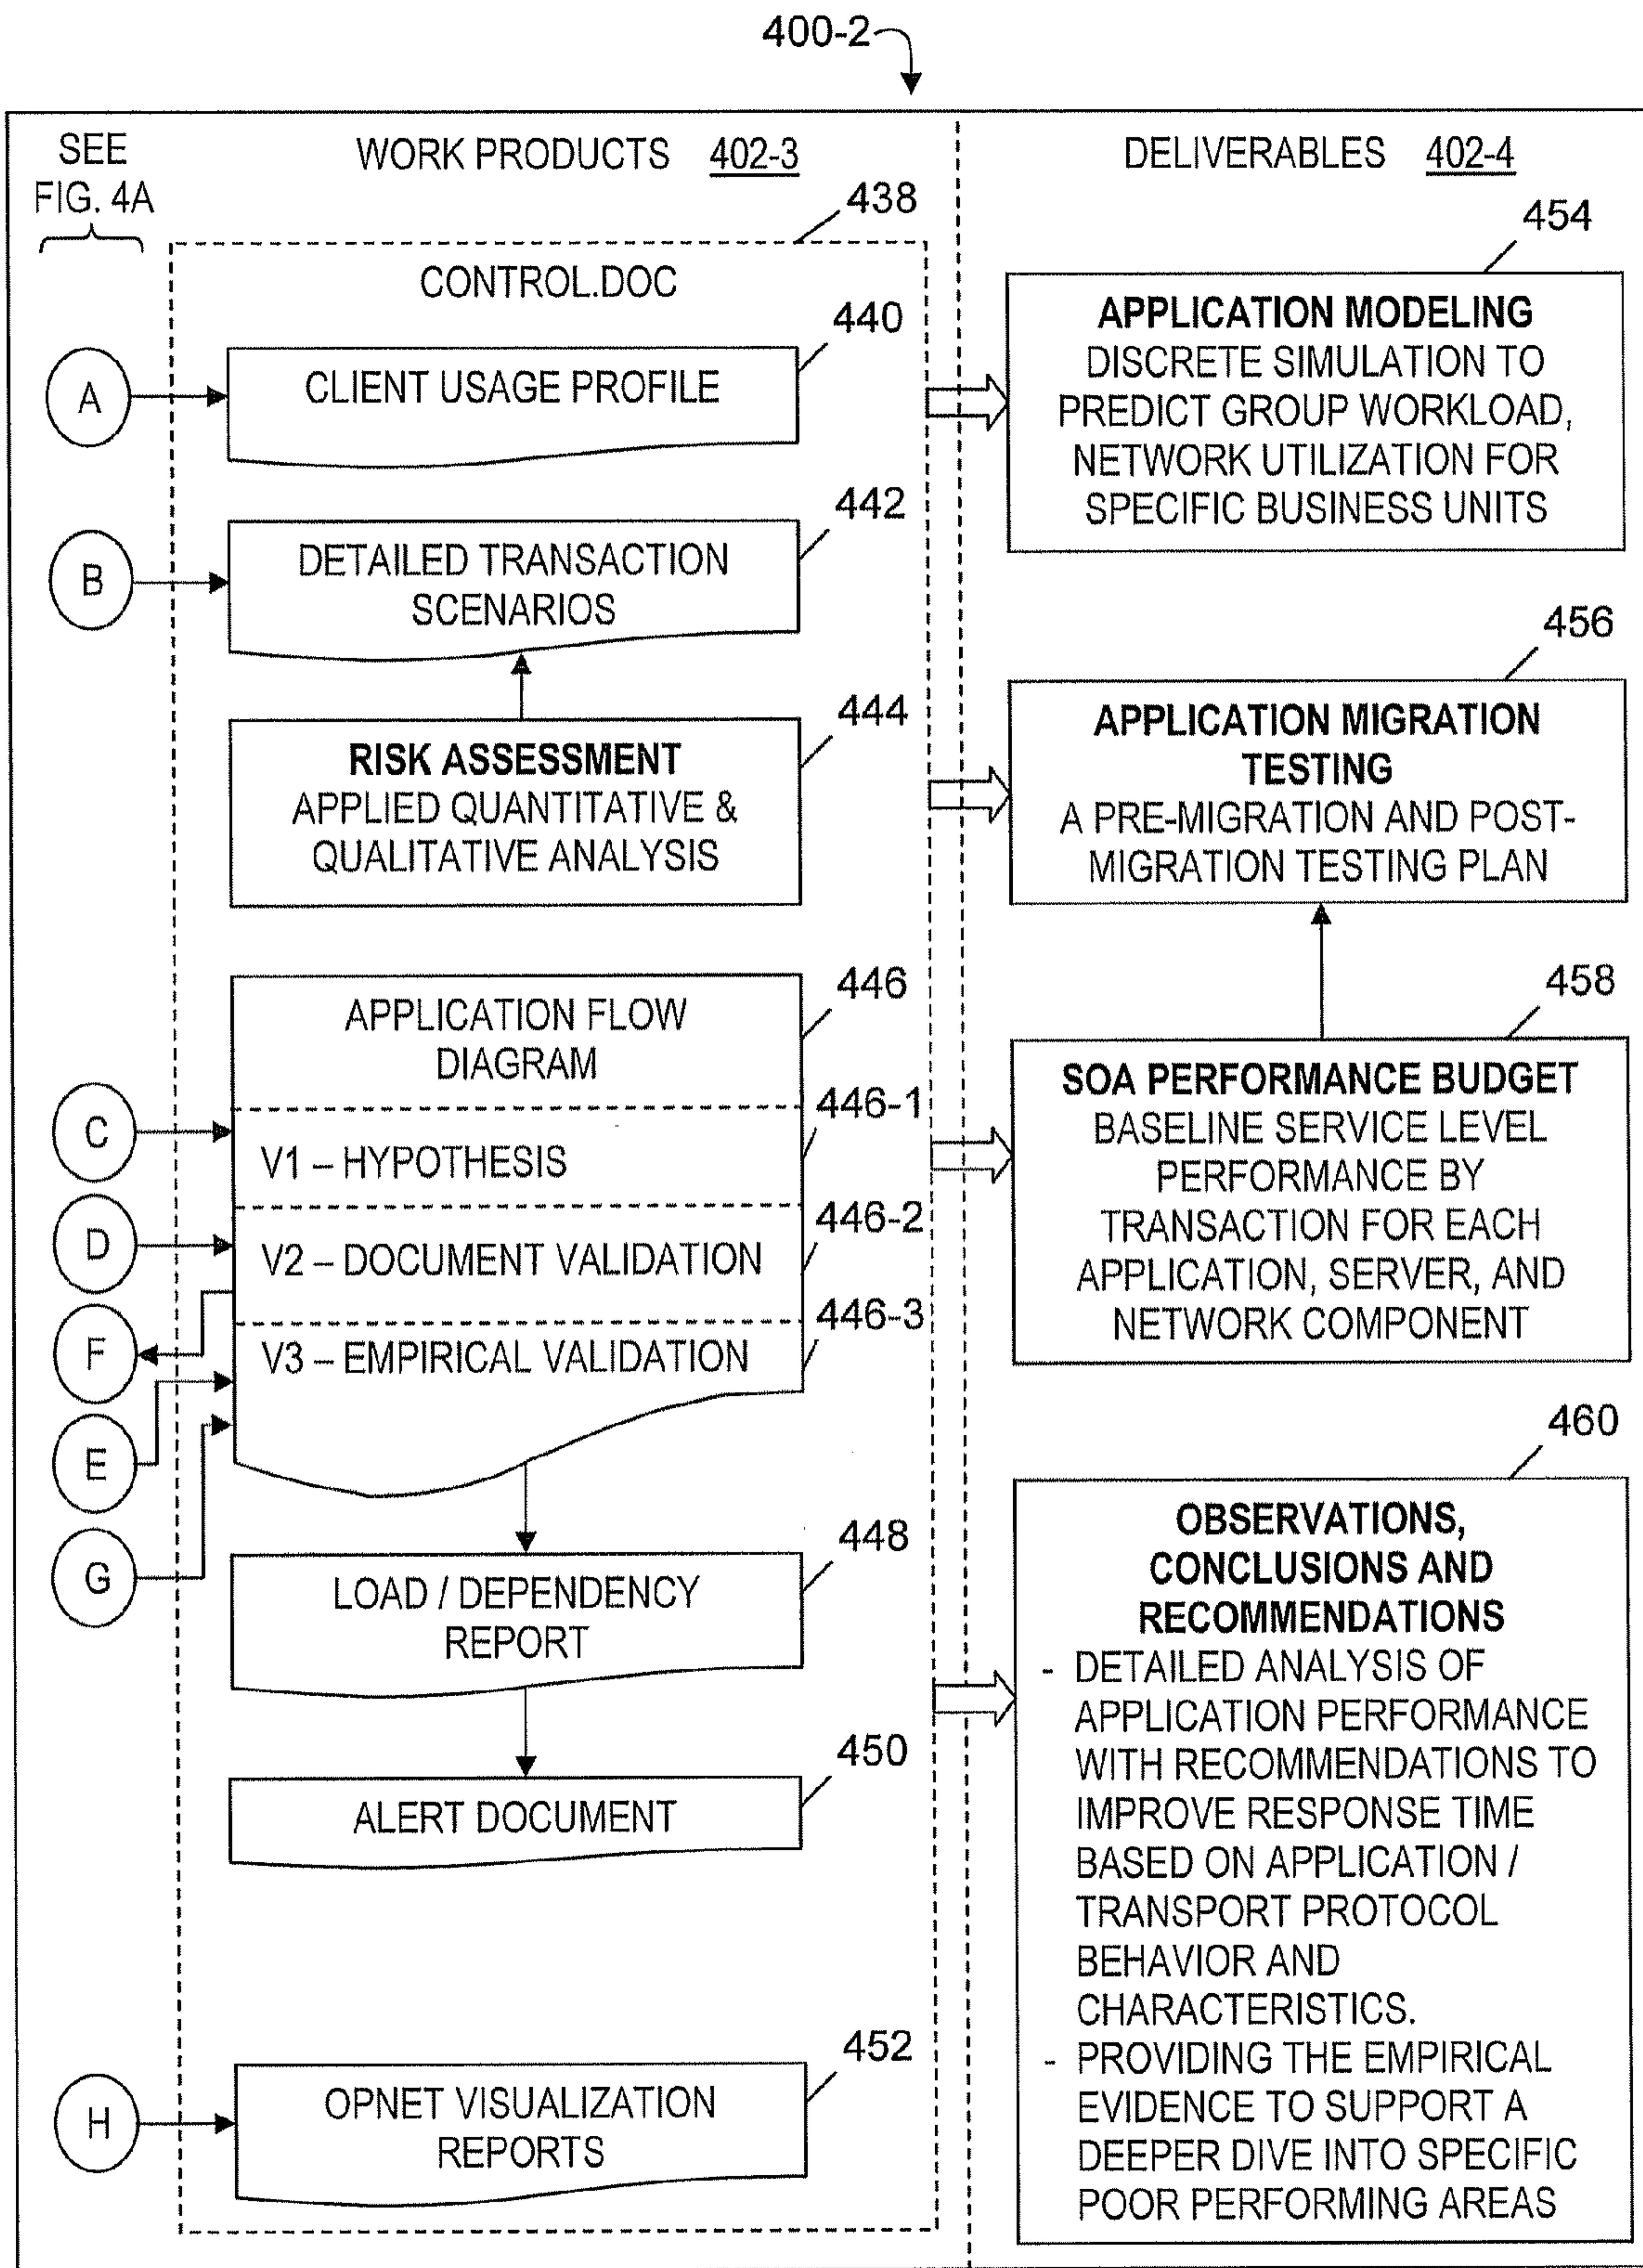 400-2
SEE
FIG. 4A
WORK PRODUCTS 402-3
438
CONTROL.DOC
A
CLIENT USAGE PROFILE
440
B
DETAILED TRANSACTION
SCENARIOS
442
RISK ASSESSMENT
APPLIED QUANTITATIVE &
QUALITATIVE ANALYSIS
444
APPLICATION FLOW
DIAGRAM
446
C
V1 – HYPOTHESIS
446-1
D
V2 – DOCUMENT VALIDATION
446-2
F
V3 – EMPIRICAL VALIDATION
446-3
E
G
LOAD / DEPENDENCY
REPORT
448
ALERT DOCUMENT
450
H
OPNET VISUALIZATION
REPORTS
452
DELIVERABLES 402-4
454
APPLICATION MODELING
DISCRETE SIMULATION TO
PREDICT GROUP WORKLOAD,
NETWORK UTILIZATION FOR
SPECIFIC BUSINESS UNITS
456
APPLICATION MIGRATION
TESTING
A PRE-MIGRATION AND POST-
MIGRATION TESTING PLAN
458
SOA PERFORMANCE BUDGET
BASELINE SERVICE LEVEL
PERFORMANCE BY
TRANSACTION FOR EACH
APPLICATION, SERVER, AND
NETWORK COMPONENT
460
OBSERVATIONS,
CONCLUSIONS AND
RECOMMENDATIONS
- DETAILED ANALYSIS OF
APPLICATION PERFORMANCE
WITH RECOMMENDATIONS TO
IMPROVE RESPONSE TIME
BASED ON APPLICATION /
TRANSPORT PROTOCOL
BEHAVIOR AND
CHARACTERISTICS.
- PROVIDING THE EMPIRICAL
EVIDENCE TO SUPPORT A
DEEPER DIVE INTO SPECIFIC
POOR PERFORMING AREAS